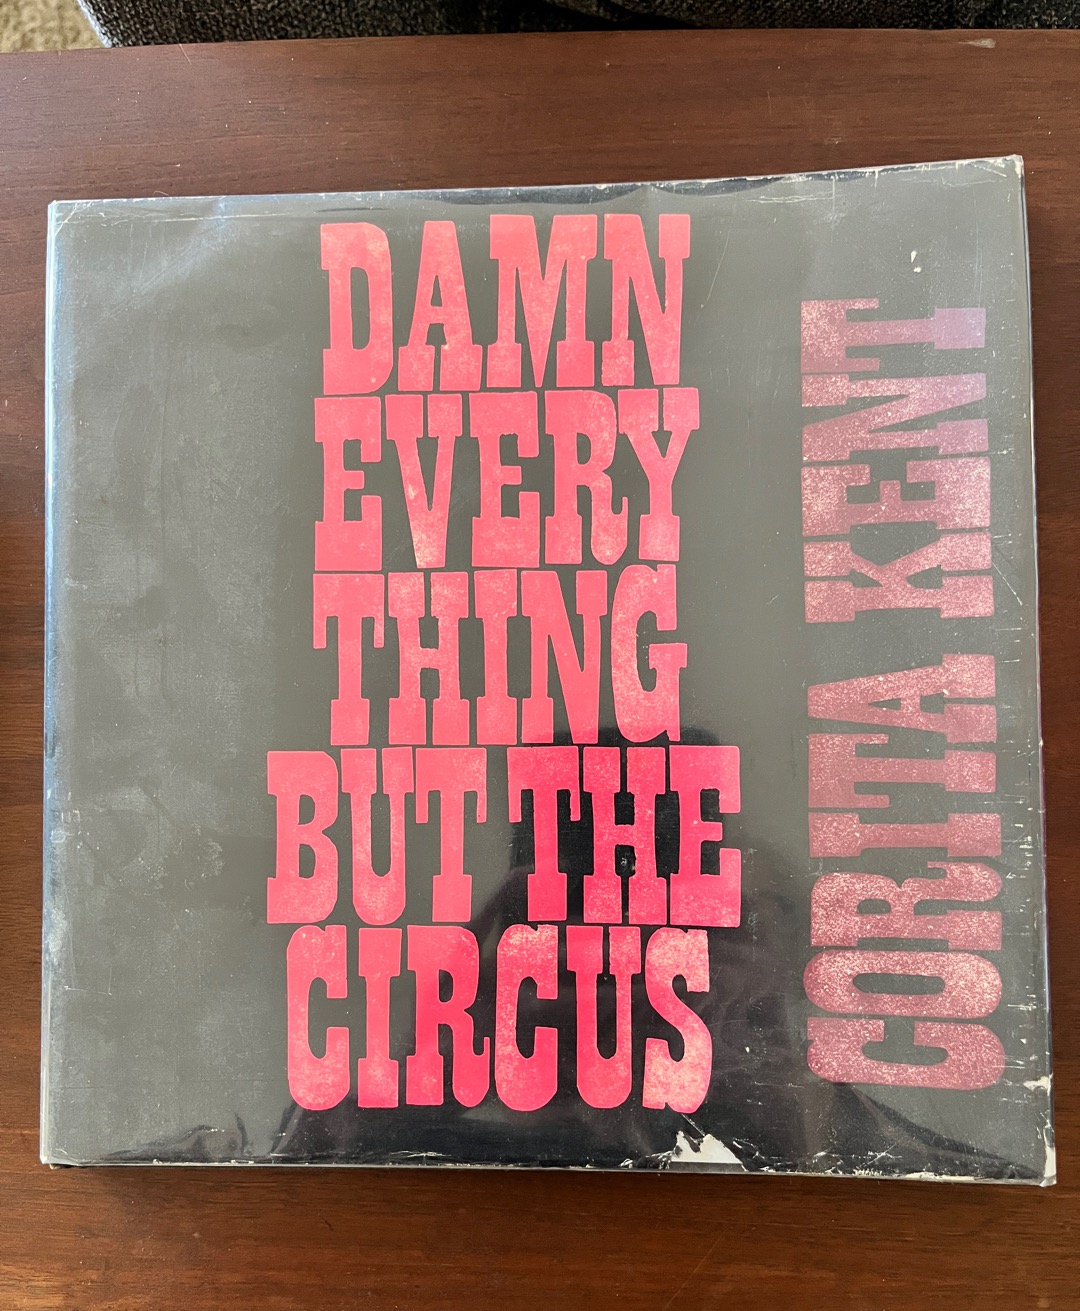 DAMN
EVERY
THING
BUT THE
CIRCUS
CORITA KENT